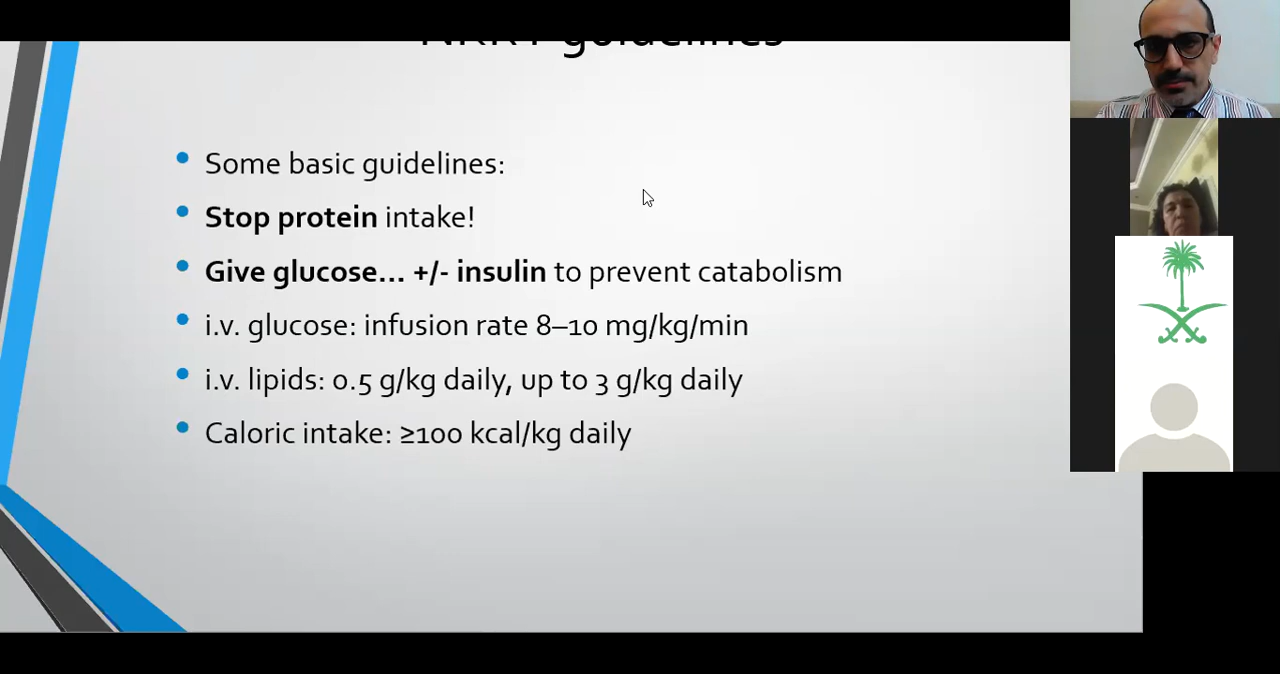 guidelines
Some basic guidelines:
Stop protein intake!
Give glucose... +/- insulin to prevent catabolism
i.v. glucose: infusion rate 8–10 mg/kg/min
i.v. lipids: 0.5 g/kg daily, up to 3 g/kg daily
Caloric intake: ≥100 kcal/kg daily